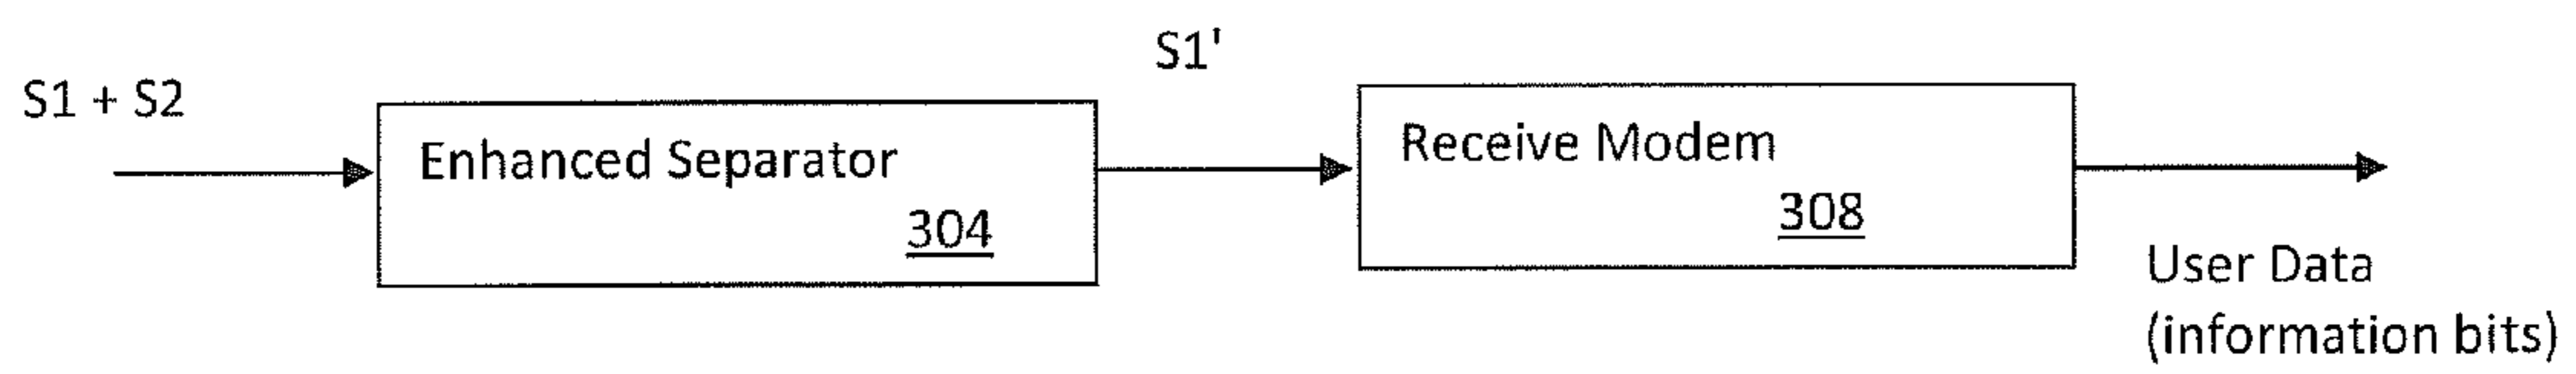 S1 + S2
Enhanced Separator
304
S1'
Receive Modem
308
User Data
(information bits)